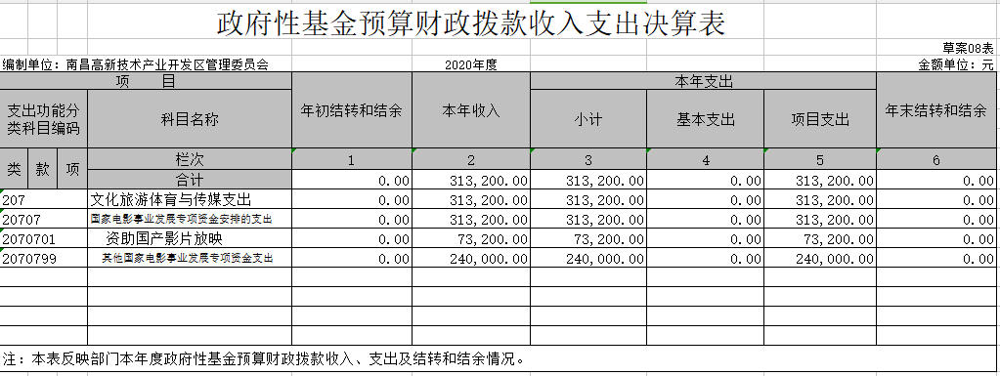 政府性基金预算财政拨款收入支出决算表
草案08表
编制单位：南昌高新技术产业开发区管理委员会 2020年度 金额单位：元
项 目 年初结转和结余 本年收入 本年支出 年末结转和结余
支出功能分类科目编码 科目名称 小计 基本支出 项目支出
类 款 项 栏次 1 2 3 4 5 6
合计 0.00 313,200.00 313,200.00 0.00 313,200.00 0.00
207 文化旅游体育与传媒支出 0.00 313,200.00 313,200.00 0.00 313,200.00 0.00
20707 国家电影事业发展专项资金安排的支出 0.00 313,200.00 313,200.00 0.00 313,200.00 0.00
2070701 资助国产影片放映 0.00 73,200.00 73,200.00 0.00 73,200.00 0.00
2070799 其他国家电影事业发展专项资金支出 0.00 240,000.00 240,000.00 0.00 240,000.00 0.00
注：本表反映部门本年度政府性基金预算财政拨款收入、支出及结转和结余情况。